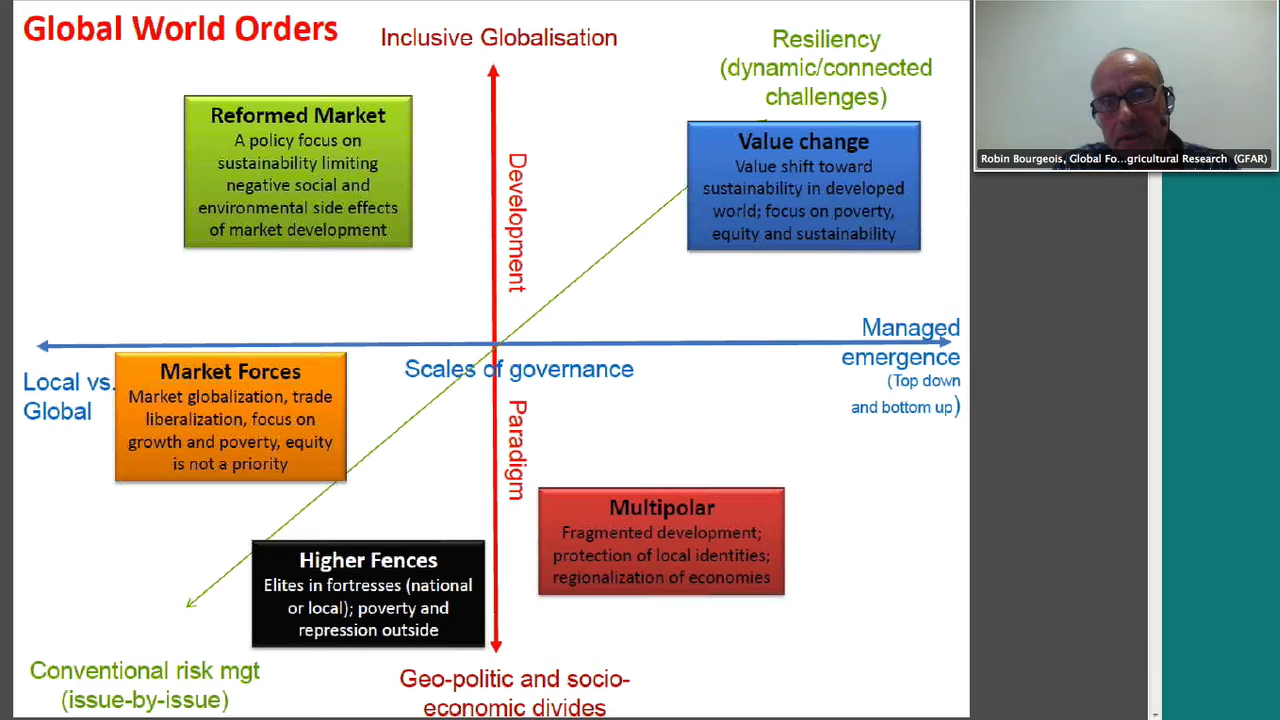 Global World Orders
Inclusive Globalisation
Resiliency
(dynamic/connected
challenges)
Reformed Market
A policy focus on
sustainability limiting
negative social and
environmental side effects
of market development
Development
Value change
Value shift toward
sustainability in developed
world; focus on poverty,
equity and sustainability
Robin Bourgeois, Global Fo...gricultural Research (GFAR)
Managed
emergence
(Top down
and bottom up)
Scales of governance
Local vs.
Global
Market Forces
Market globalization, trade
liberalization, focus on
growth and poverty, equity
is not a priority
Paradigm
Multipolar
Fragmented development;
protection of local identities;
regionalization of economies
Higher Fences
Elites in fortresses (national
or local); poverty and
repression outside
Conventional risk mgt
(issue-by-issue)
Geo-politic and socio-
economic divides